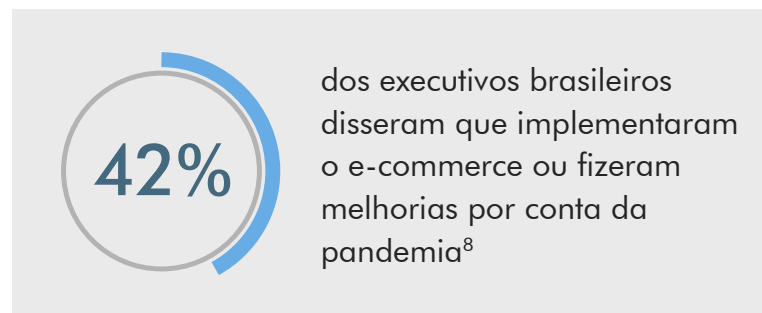 42%
dos executivos brasileiros
disseram que implementaram
o e-commerce ou fizeram
melhorias por conta da
pandemia⁸